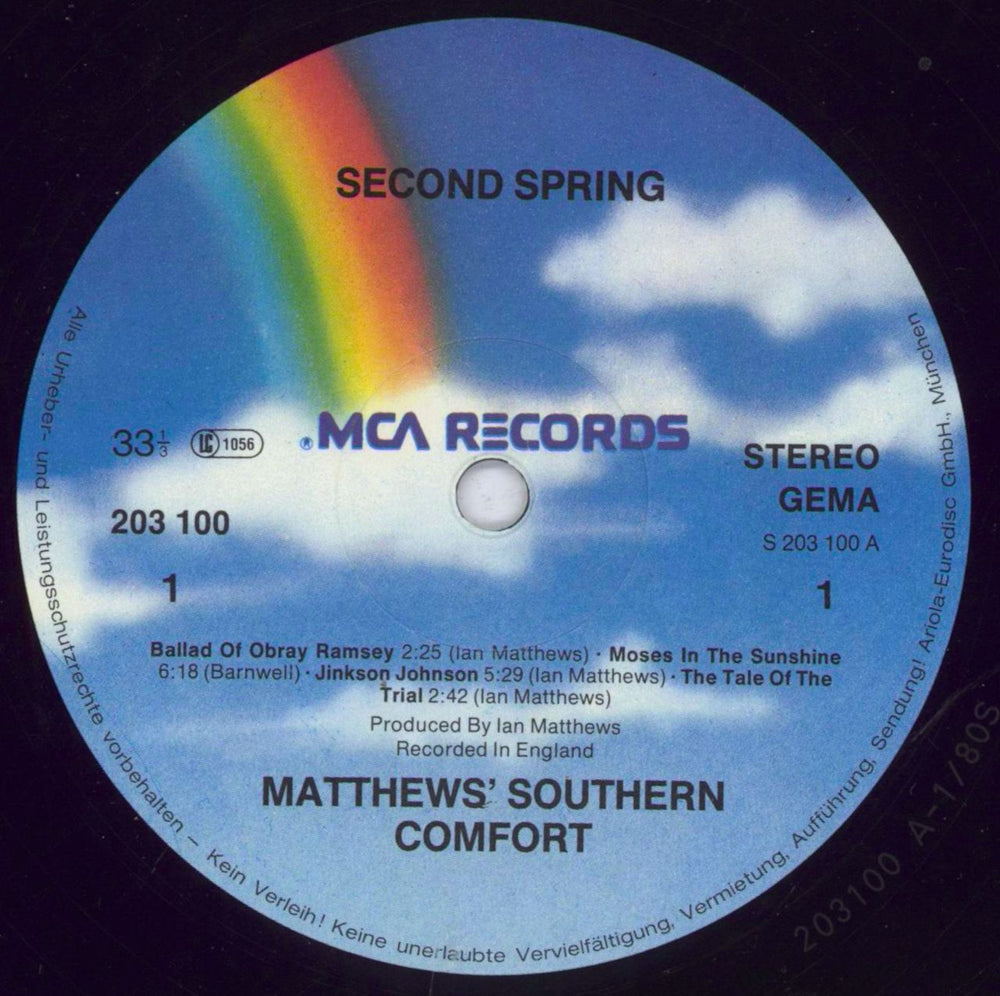 SECOND SPRING
® MCA RECORDS
33⅓ LC 1056
203 100
1
STEREO
GEMA
S 203 100 A
1
Ballad Of Obray Ramsey 2:25 (Ian Matthews) · Moses In The Sunshine
6:18 (Barnwell) · Jinkson Johnson 5:29 (Ian Matthews) · The Tale Of The
Trial 2:42 (Ian Matthews)
Produced By Ian Matthews
Recorded In England
MATTHEWS' SOUTHERN
COMFORT
Alle Urheber- und Leistungsschutzrechte vorbehalten – Kein Verleih! Keine unerlaubte Vervielfältigung, Vermietung, Aufführung, Sendung! Ariola-Eurodisc GmbH., München
203100 A-1/80S